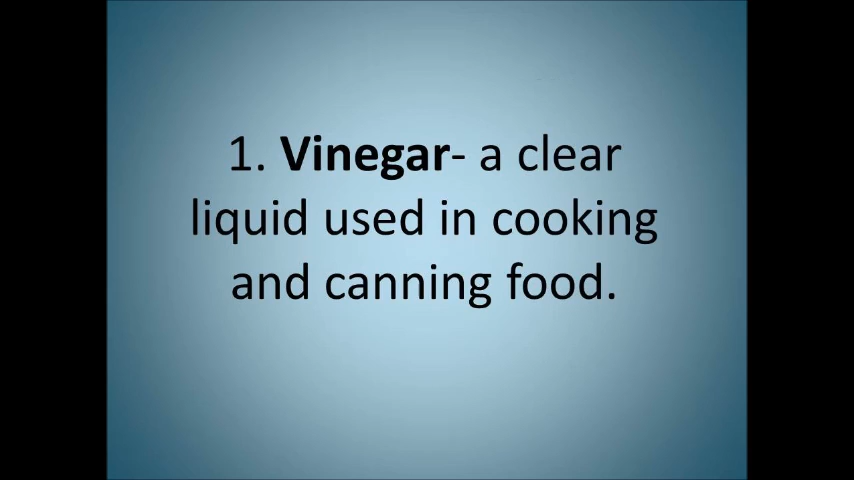 1. Vinegar- a clear
liquid used in cooking
and canning food.